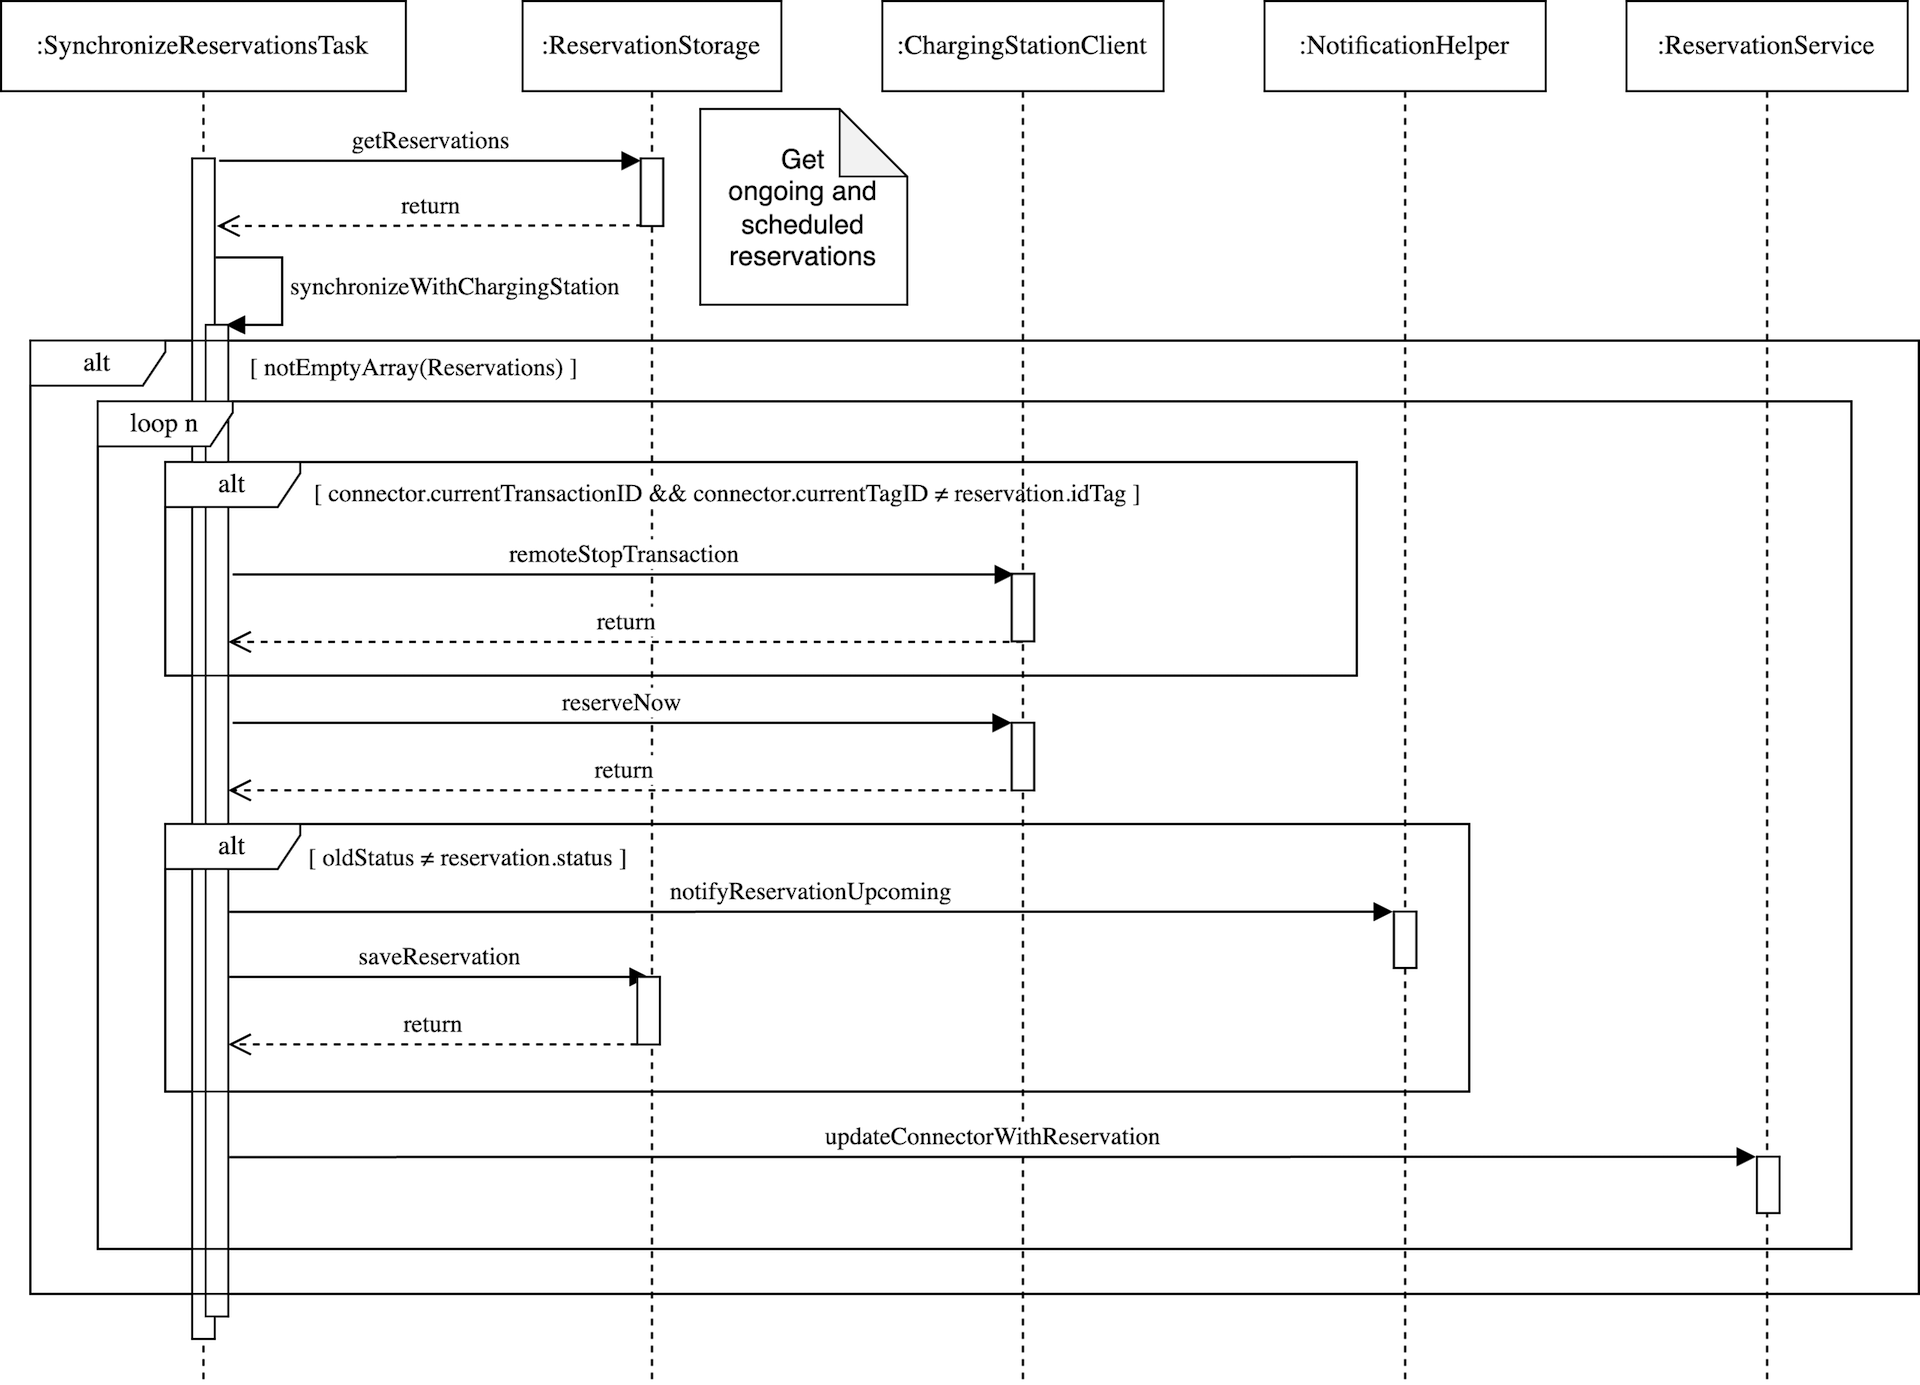 :SynchronizeReservationsTask
:ReservationStorage
:ChargingStationClient
:NotificationHelper
:ReservationService
getReservations
Get
ongoing and
scheduled
reservations
return
synchronizeWithChargingStation
alt
[ notEmptyArray(Reservations) ]
loop n
alt
[ connector.currentTransactionID && connector.currentTagID ≠ reservation.idTag ]
remoteStopTransaction
return
reserveNow
return
alt
[ oldStatus ≠ reservation.status ]
notifyReservationUpcoming
saveReservation
return
updateConnectorWithReservation